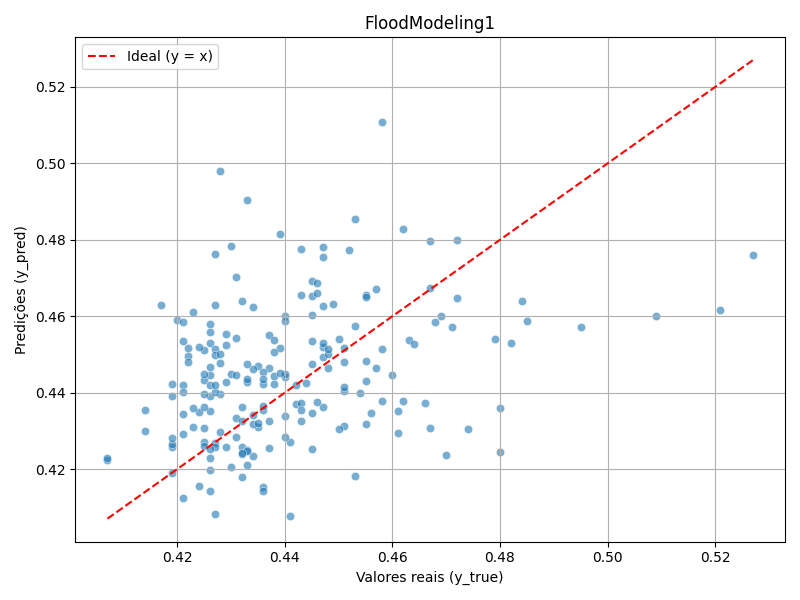 FloodModeling1
Ideal (y = x)
Predições (y_pred)
0.52
0.50
0.48
0.46
0.44
0.42
0.42 0.44 0.46 0.48 0.50 0.52
Valores reais (y_true)